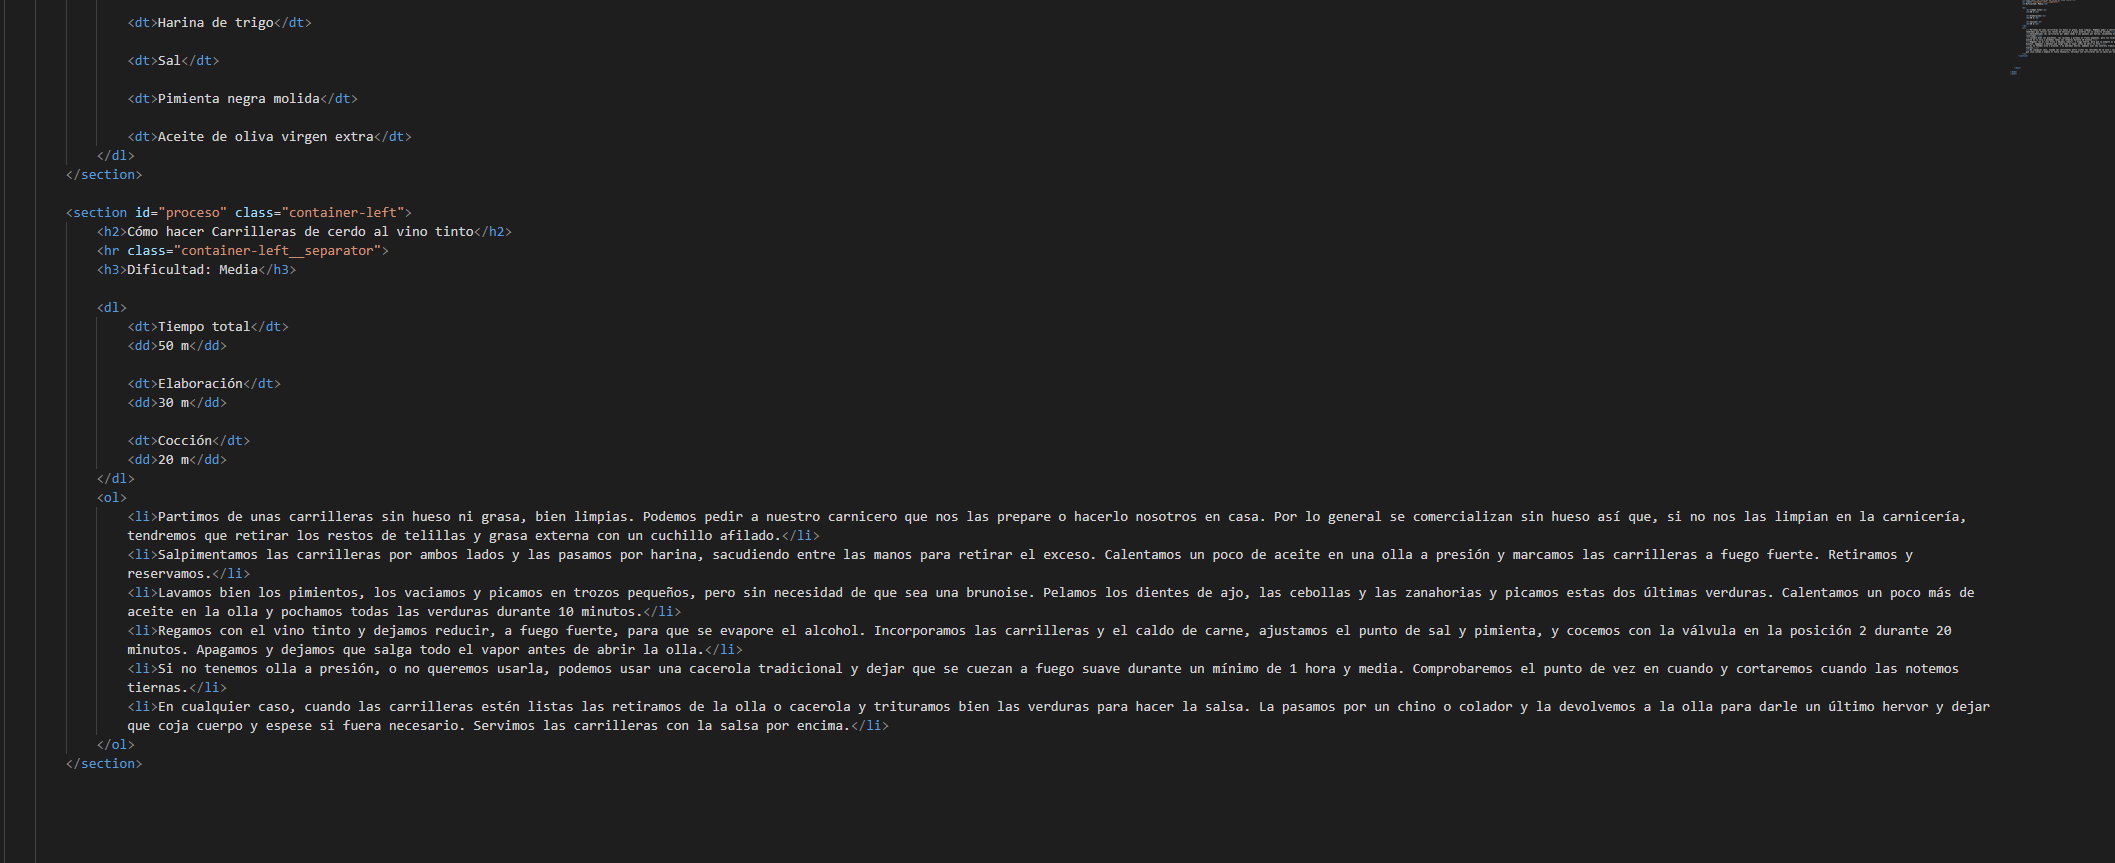 <dt>Harina de trigo</dt>
<dt>Sal</dt>
<dt>Pimienta negra molida</dt>
<dt>Aceite de oliva virgen extra</dt>
</dl>
</section>
<section id="proceso" class="container-left">
<h2>Cómo hacer Carrilleras de cerdo al vino tinto</h2>
<hr class="container-left__separator">
<h3>Dificultad: Media</h3>
<dl>
<dt>Tiempo total</dt>
<dd>50 m</dd>
<dt>Elaboración</dt>
<dd>30 m</dd>
<dt>Cocción</dt>
<dd>20 m</dd>
</dl>
<ol>
<li>Partimos de unas carrilleras sin hueso ni grasa, bien limpias. Podemos pedir a nuestro carnicero que nos las prepare o hacerlo nosotros en casa. Por lo general se comercializan sin hueso así que, si no nos las limpian en la carnicería,
tendremos que retirar los restos de telillas y grasa externa con un cuchillo afilado.</li>
<li>Salpimentamos las carrilleras por ambos lados y las pasamos por harina, sacudiendo entre las manos para retirar el exceso. Calentamos un poco de aceite en una olla a presión y marcamos las carrilleras a fuego fuerte. Retiramos y
reservamos.</li>
<li>Lavamos bien los pimientos, los vaciamos y picamos en trozos pequeños, pero sin necesidad de que sea una brunoise. Pelamos los dientes de ajo, las cebollas y las zanahorias y picamos estas dos últimas verduras. Calentamos un poco más de
aceite en la olla y pochamos todas las verduras durante 10 minutos.</li>
<li>Regamos con el vino tinto y dejamos reducir, a fuego fuerte, para que se evapore el alcohol. Incorporamos las carrilleras y el caldo de carne, ajustamos el punto de sal y pimienta, y cocemos con la válvula en la posición 2 durante 20
minutos. Apagamos y dejamos que salga todo el vapor antes de abrir la olla.</li>
<li>Si no tenemos olla a presión, o no queremos usarla, podemos usar una cacerola tradicional y dejar que se cuezan a fuego suave durante un mínimo de 1 hora y media. Comprobaremos el punto de vez en cuando y cortaremos cuando las notemos
tiernas.</li>
<li>En cualquier caso, cuando las carrilleras estén listas las retiramos de la olla o cacerola y trituramos bien las verduras para hacer la salsa. La pasamos por un chino o colador y la devolvemos a la olla para darle un último hervor y dejar
que coja cuerpo y espese si fuera necesario. Servimos las carrilleras con la salsa por encima.</li>
</ol>
</section>